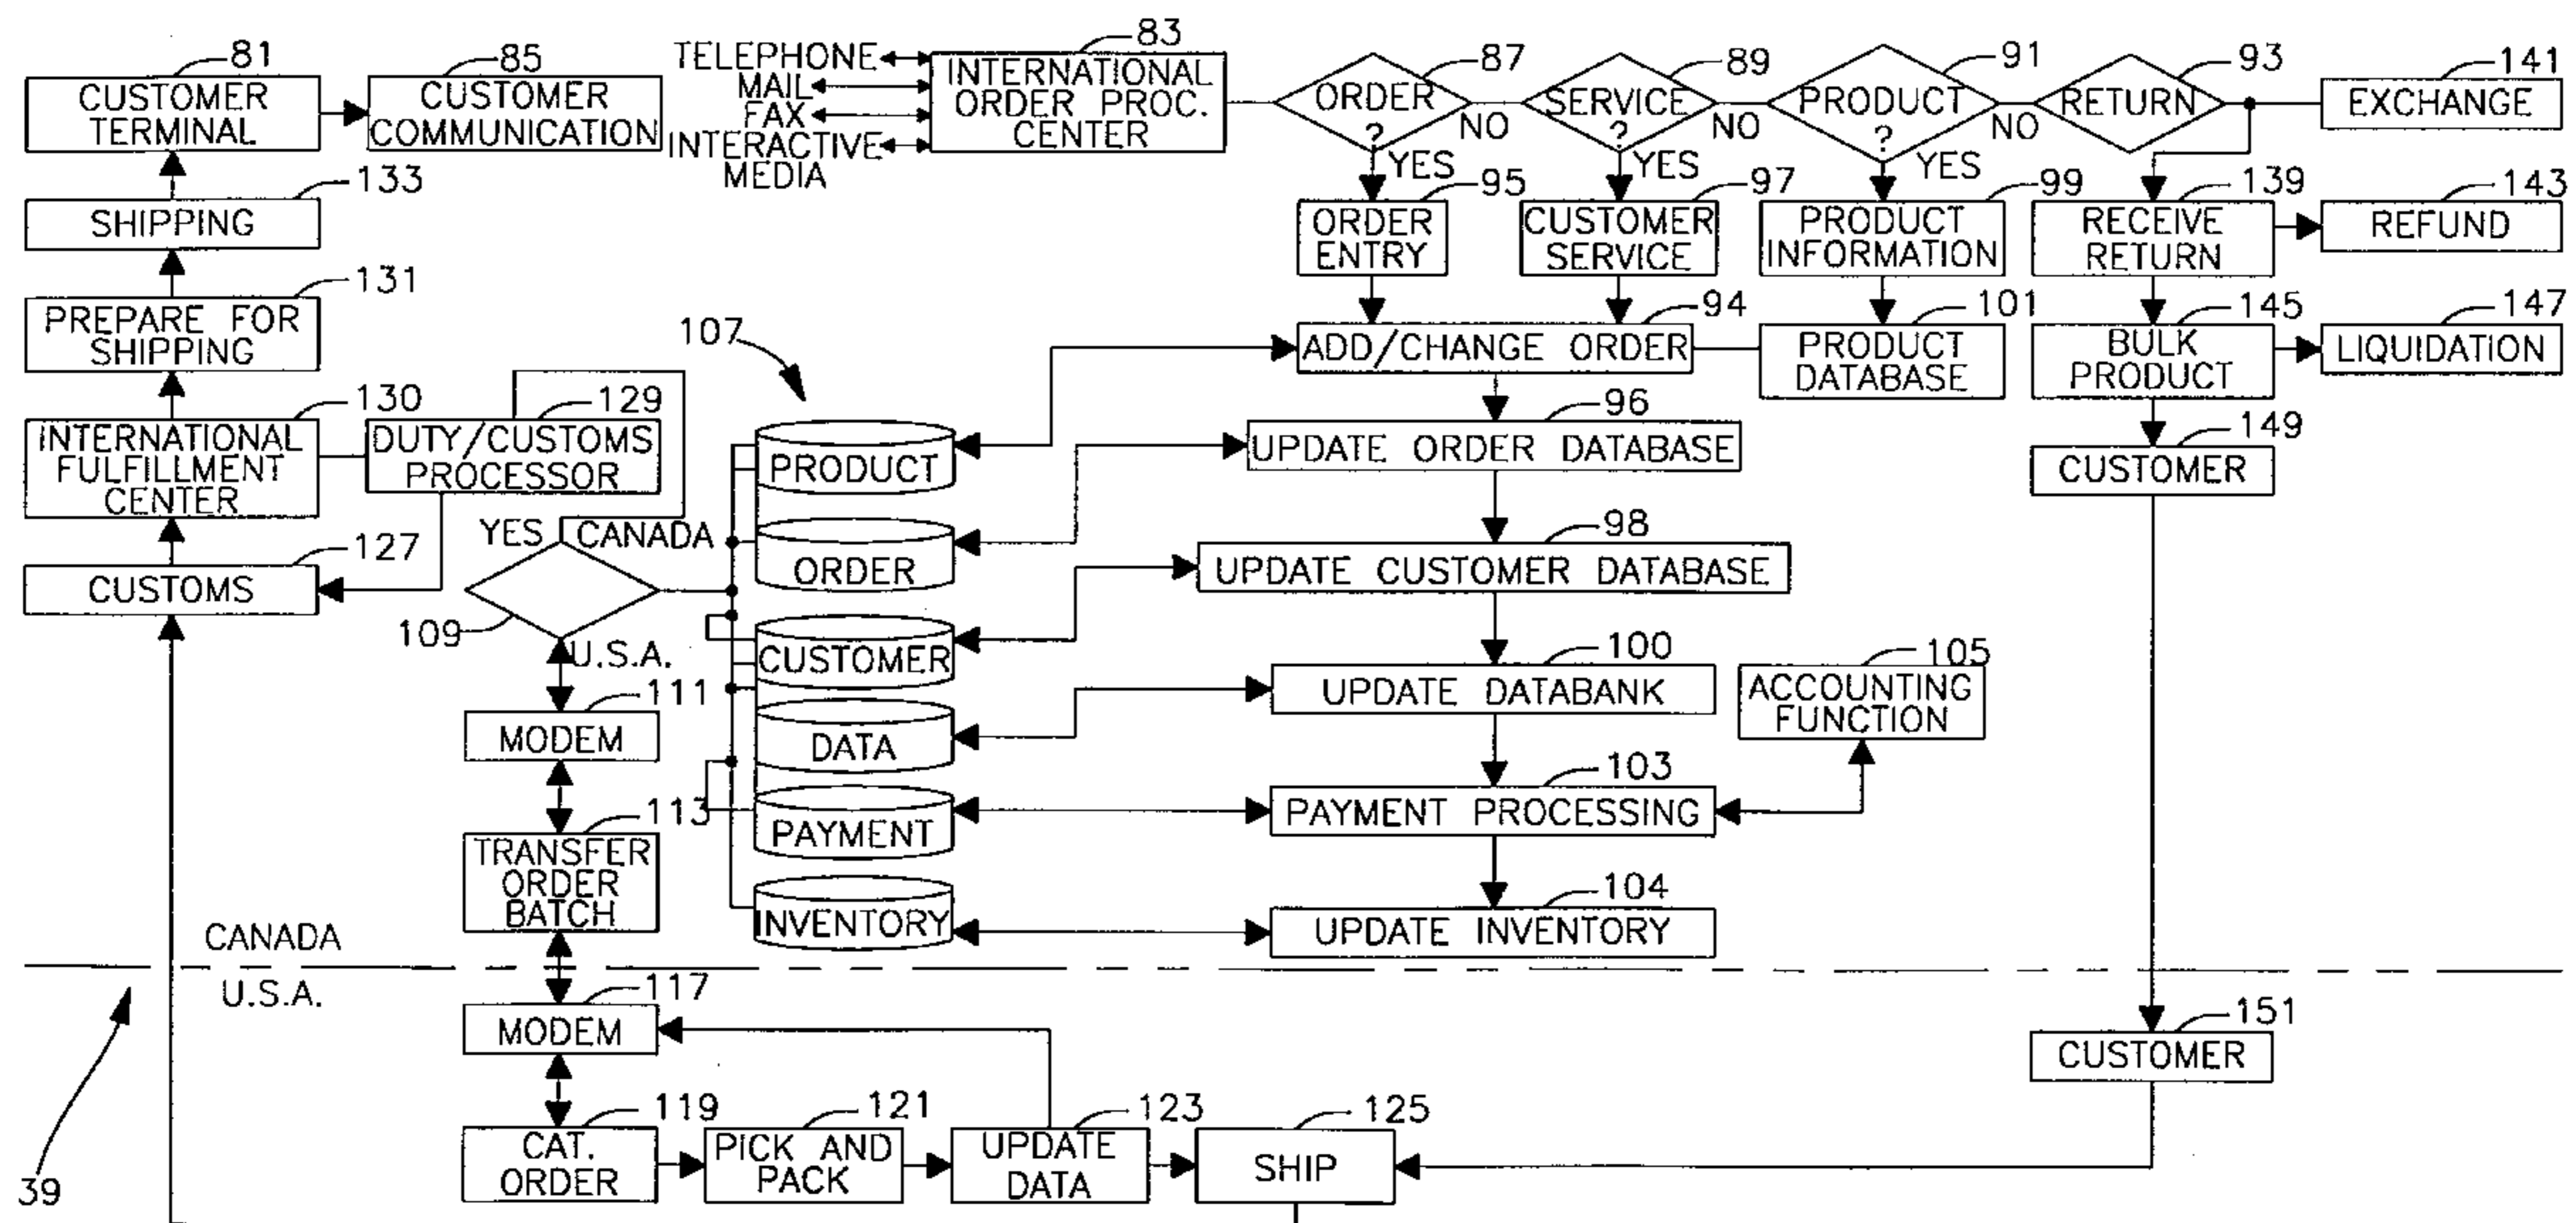 81
CUSTOMER
TERMINAL
85
CUSTOMER
COMMUNICATION
TELEPHONE
MAIL
FAX
INTERACTIVE
MEDIA
83
INTERNATIONAL
ORDER PROC.
CENTER
87
ORDER
?
NO
YES
89
SERVICE
?
NO
YES
91
PRODUCT
?
NO
YES
93
RETURN
141
EXCHANGE
133
SHIPPING
95
ORDER
ENTRY
97
CUSTOMER
SERVICE
99
PRODUCT
INFORMATION
139
RECEIVE
RETURN
143
REFUND
131
PREPARE FOR
SHIPPING
107
94
ADD/CHANGE ORDER
101
PRODUCT
DATABASE
145
BULK
PRODUCT
147
LIQUIDATION
130
INTERNATIONAL
FULFILLMENT
CENTER
129
DUTY/CUSTOMS
PROCESSOR
PRODUCT
96
UPDATE ORDER DATABASE
149
CUSTOMER
127
CUSTOMS
YES
CANADA
109
U.S.A.
ORDER
98
UPDATE CUSTOMER DATABASE
CUSTOMER
111
MODEM
DATA
100
UPDATE DATABANK
105
ACCOUNTING
FUNCTION
113
TRANSFER
ORDER
BATCH
PAYMENT
103
PAYMENT PROCESSING
INVENTORY
104
UPDATE INVENTORY
CANADA
U.S.A.
117
MODEM
151
CUSTOMER
39
119
CAT.
ORDER
121
PICK AND
PACK
123
UPDATE
DATA
125
SHIP